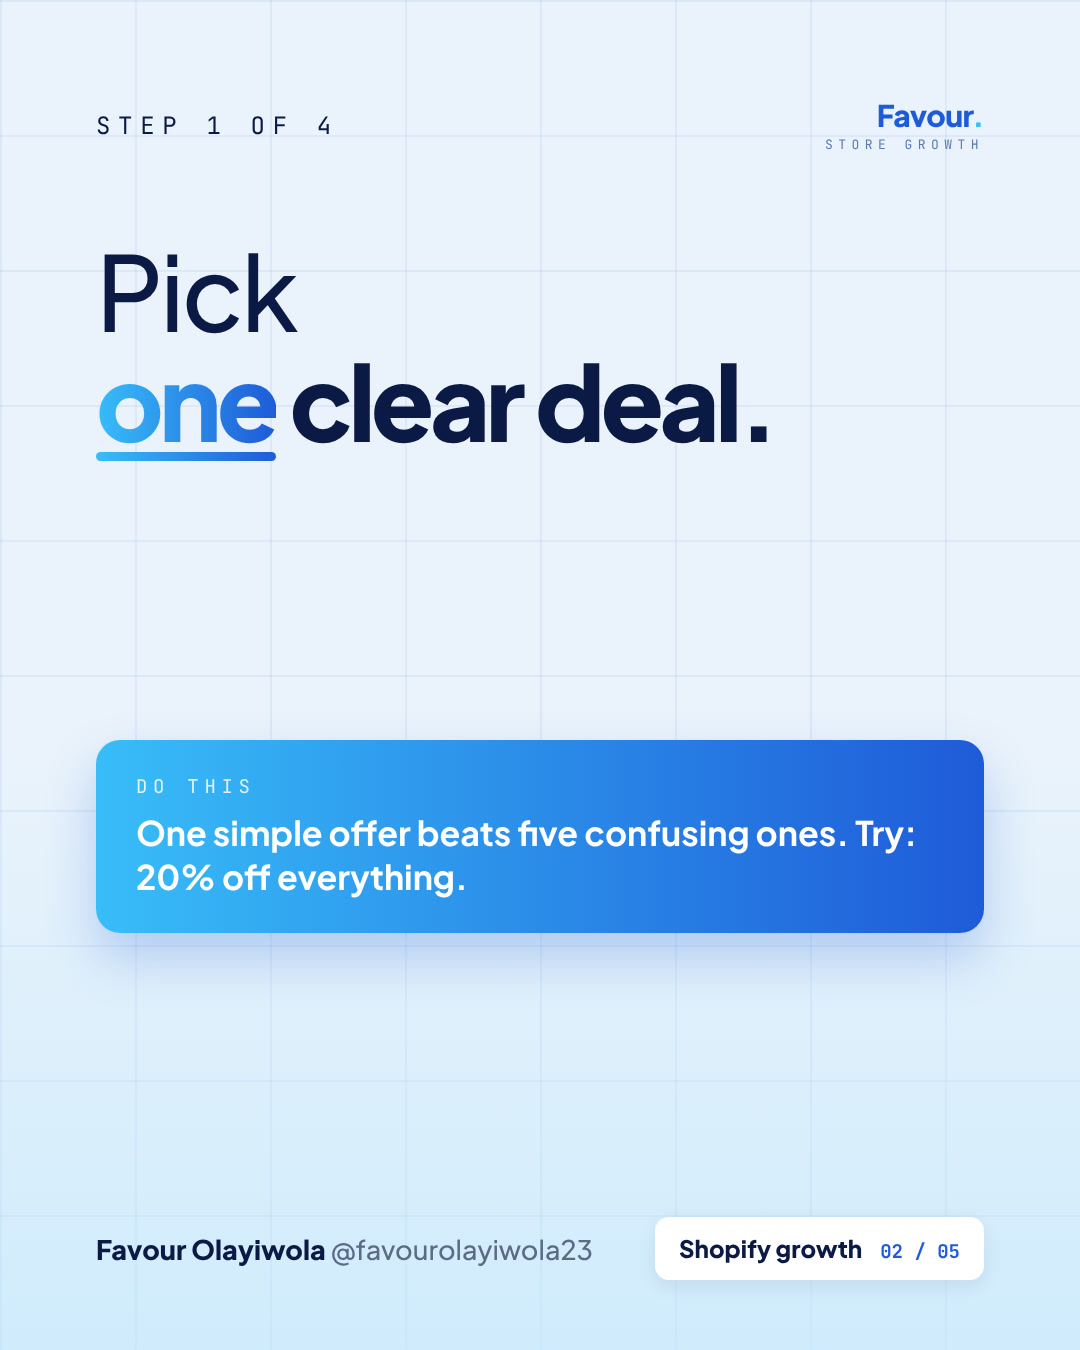 STEP 1 OF 4
Favour.
STORE GROWTH
Pick
one clear deal.
DO THIS
One simple offer beats five confusing ones. Try:
20% off everything.
Favour Olayiwola @favourolayiwola23
Shopify growth 02 / 05